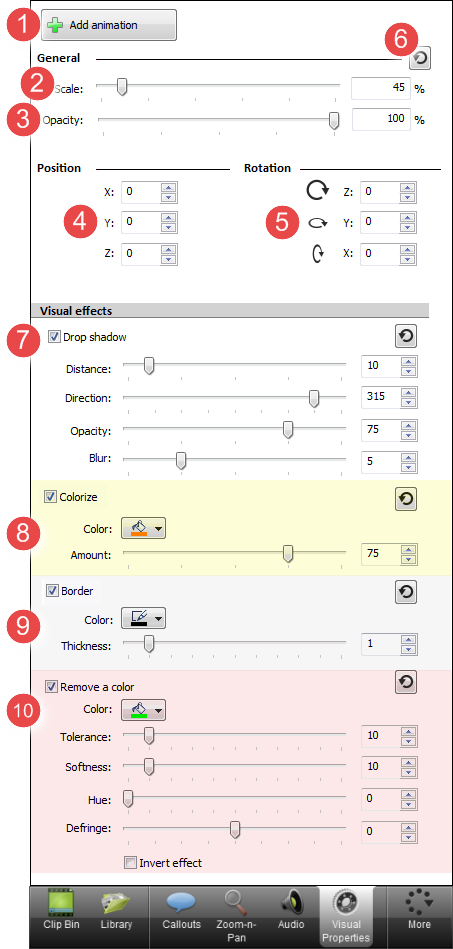 1 Add animation
6
General
2 Scale: 45 %
3 Opacity: 100 %
Position Rotation
X: 0 Z: 0
4 Y: 0 5 Y: 0
Z: 0 X: 0
Visual effects
7 Drop shadow
Distance: 10
Direction: 315
Opacity: 75
Blur: 5
Colorize
8 Color:
Amount: 75
Border
9 Color:
Thickness: 1
Remove a color
10 Color:
Tolerance: 10
Softness: 10
Hue: 0
Defringe: 0
Invert effect
Clip Bin Library Callouts Zoom-n- Audio Visual More
Pan Properties